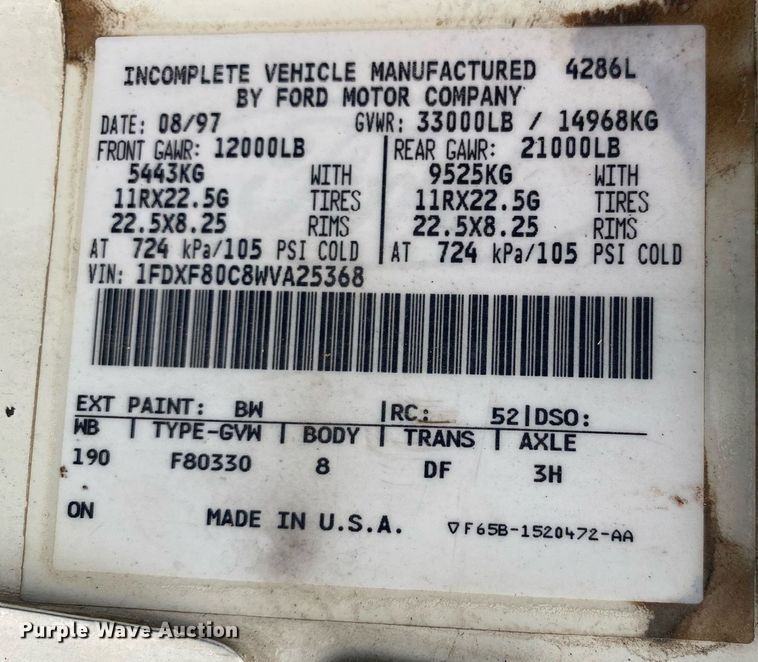 INCOMPLETE VEHICLE MANUFACTURED 4286L
BY FORD MOTOR COMPANY
DATE: 08/97 GVWR: 33000LB / 14968KG
FRONT GAWR: 12000LB REAR GAWR: 21000LB
5443KG WITH 9525KG WITH
11RX22.5G TIRES 11RX22.5G TIRES
22.5X8.25 RIMS 22.5X8.25 RIMS
AT 724 kPa/105 PSI COLD AT 724 kPa/105 PSI COLD
VIN: 1FDXF80C8WVA25368
EXT PAINT: BW RC: 52 DSO:
WB TYPE-GVW BODY TRANS AXLE
190 F80330 8 DF 3H
ON MADE IN U.S.A. F65B-1520472-AA
Purple Wave Auction